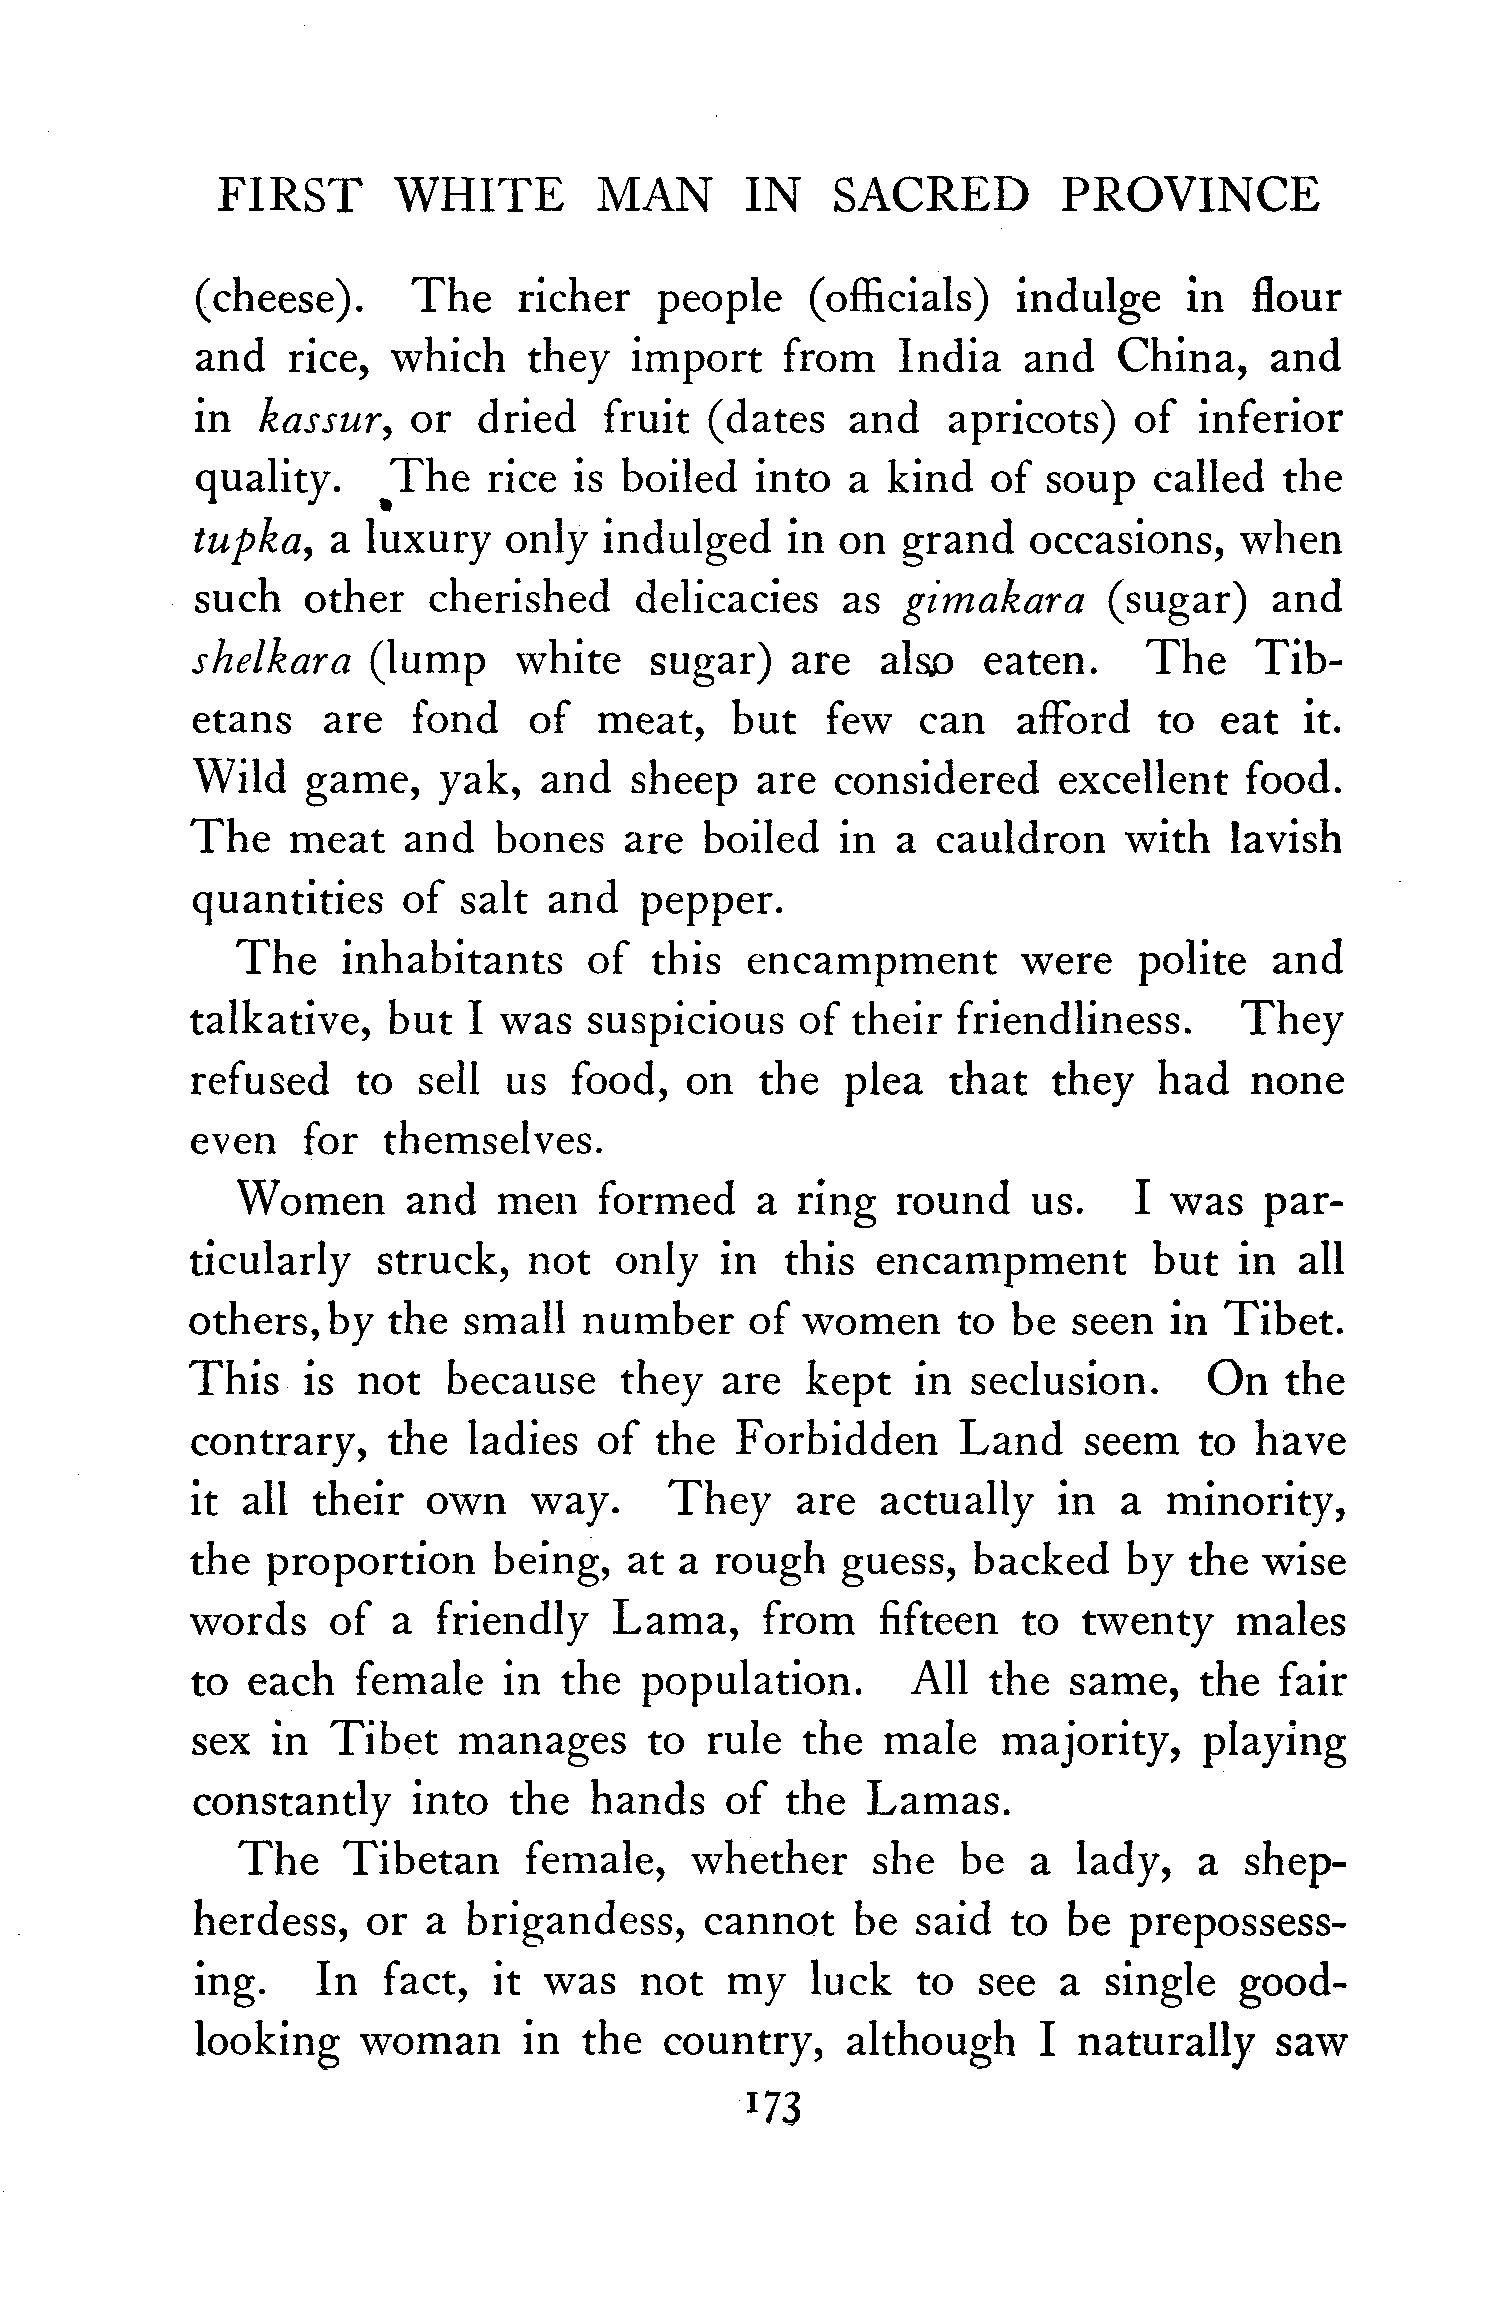 FIRST WHITE MAN IN SACRED PROVINCE
(cheese). The richer people (officials) indulge in flour
and rice, which they import from India and China, and
in kassur, or dried fruit (dates and apricots) of inferior
quality. The rice is boiled into a kind of soup called the
tupka, a luxury only indulged in on grand occasions, when
such other cherished delicacies as gimakara (sugar) and
shelkara (lump white sugar) are also eaten. The Tib-
etans are fond of meat, but few can afford to eat it.
Wild game, yak, and sheep are considered excellent food.
The meat and bones are boiled in a cauldron with lavish
quantities of salt and pepper.
The inhabitants of this encampment were polite and
talkative, but I was suspicious of their friendliness. They
refused to sell us food, on the plea that they had none
even for themselves.
Women and men formed a ring round us. I was par-
ticularly struck, not only in this encampment but in all
others, by the small number of women to be seen in Tibet.
This is not because they are kept in seclusion. On the
contrary, the ladies of the Forbidden Land seem to have
it all their own way. They are actually in a minority,
the proportion being, at a rough guess, backed by the wise
words of a friendly Lama, from fifteen to twenty males
to each female in the population. All the same, the fair
sex in Tibet manages to rule the male majority, playing
constantly into the hands of the Lamas.
The Tibetan female, whether she be a lady, a shep-
herdess, or a brigandess, cannot be said to be prepossess-
ing. In fact, it was not my luck to see a single good-
looking woman in the country, although I naturally saw
173